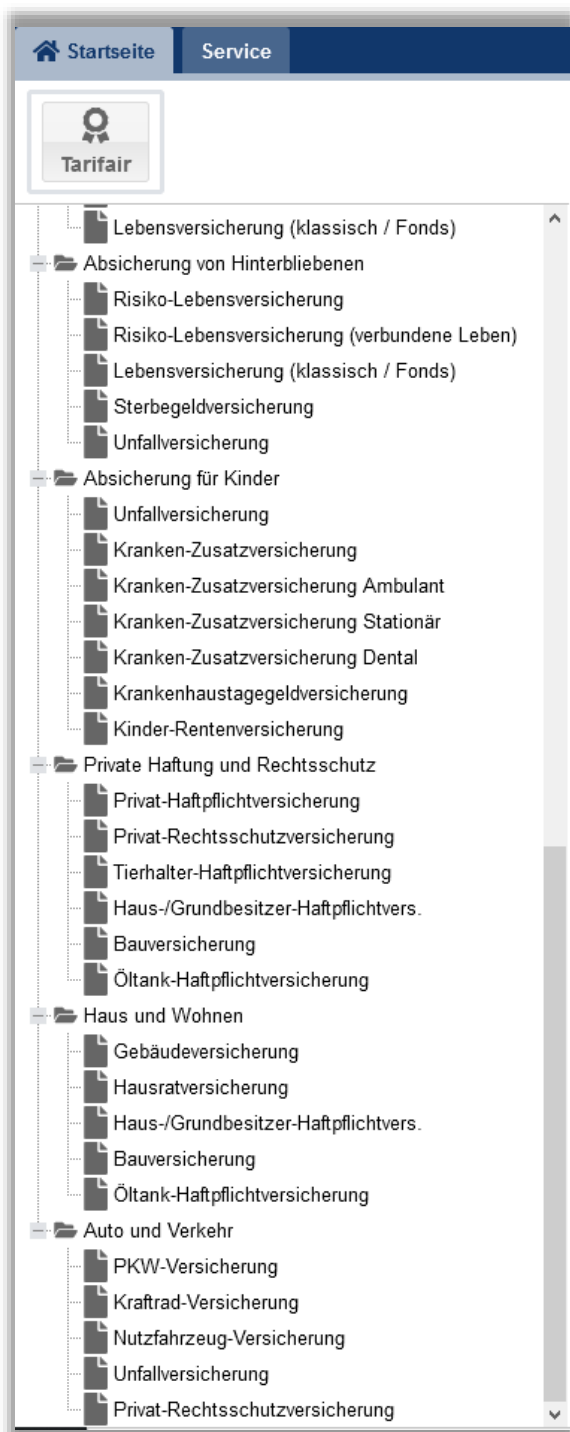 Startseite
Service
Tarifair
Lebensversicherung (klassisch / Fonds)
Absicherung von Hinterbliebenen
Risiko-Lebensversicherung
Risiko-Lebensversicherung (verbundene Leben)
Lebensversicherung (klassisch / Fonds)
Sterbegeldversicherung
Unfallversicherung
Absicherung für Kinder
Unfallversicherung
Kranken-Zusatzversicherung
Kranken-Zusatzversicherung Ambulant
Kranken-Zusatzversicherung Stationär
Kranken-Zusatzversicherung Dental
Krankenhaustagegeldversicherung
Kinder-Rentenversicherung
Private Haftung und Rechtsschutz
Privat-Haftpflichtversicherung
Privat-Rechtsschutzversicherung
Tierhalter-Haftpflichtversicherung
Haus-/Grundbesitzer-Haftpflichtvers.
Bauversicherung
Öltank-Haftpflichtversicherung
Haus und Wohnen
Gebäudeversicherung
Hausratversicherung
Haus-/Grundbesitzer-Haftpflichtvers.
Bauversicherung
Öltank-Haftpflichtversicherung
Auto und Verkehr
PKW-Versicherung
Kraftrad-Versicherung
Nutzfahrzeug-Versicherung
Unfallversicherung
Privat-Rechtsschutzversicherung